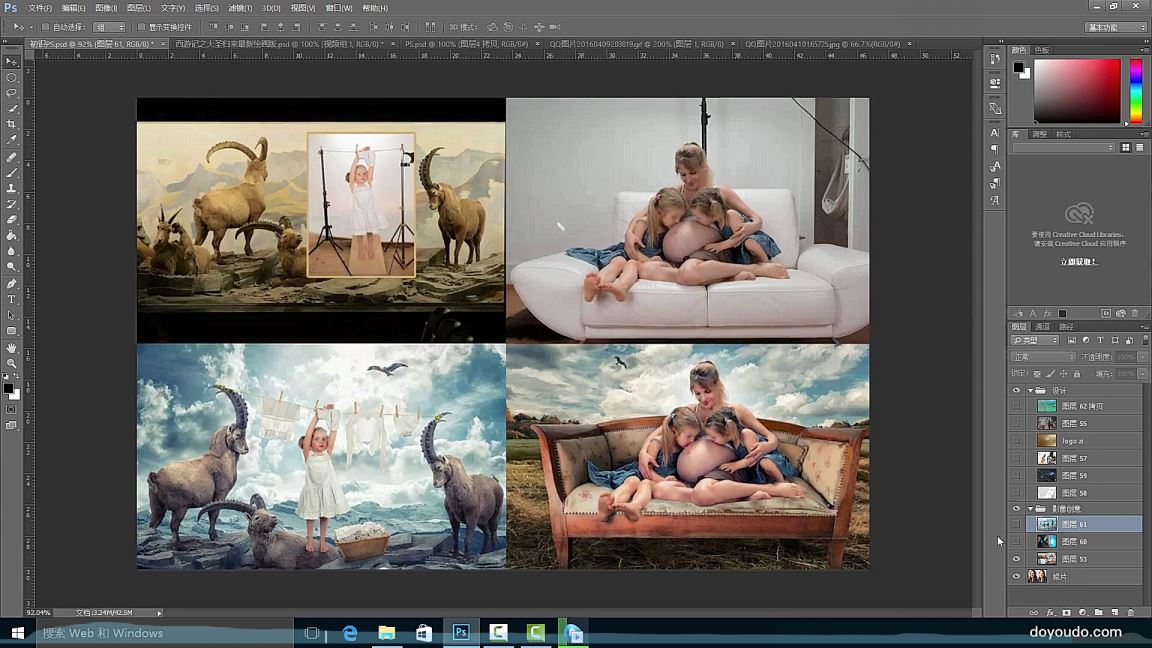 Ps 文件(F) 编辑(E) 图像(I) 图层(L) 文字(Y) 选择(S) 滤镜(T) 3D(D) 视图(V) 窗口(W) 帮助(H)
自动选择: 组 显示变换控件 3D 模式: 基本功能
初识PS.psd @ 92% (图层 61, RGB/8) * × 西游记之大圣归来最新绘画版.psd @ 100% (视频组 1, RGB/8) * × PS.psd @ 100% (图层4 拷贝, RGB/8#) × QQ图片20160409203819.gif @ 200% (图层 1, RGB/8) × QQ图片20160410165725.jpg @ 66.7%(RGB/8#) ×
颜色 色板
库 调整 样式
要使用 Creative Cloud Libraries,
请安装 Creative Cloud 应用程序
立即获取!
图层 通道 路径
类型
正常 不透明度: 100%
锁定: 填充: 100%
设计
图层 62 拷贝
图层 55
logo zi
图层 57
图层 59
图层 58
影像创意
图层 61
图层 60
图层 53
修片
92.04% 文档:3.24M/42.5M
搜索 Web 和 Windows
doyoudo.com